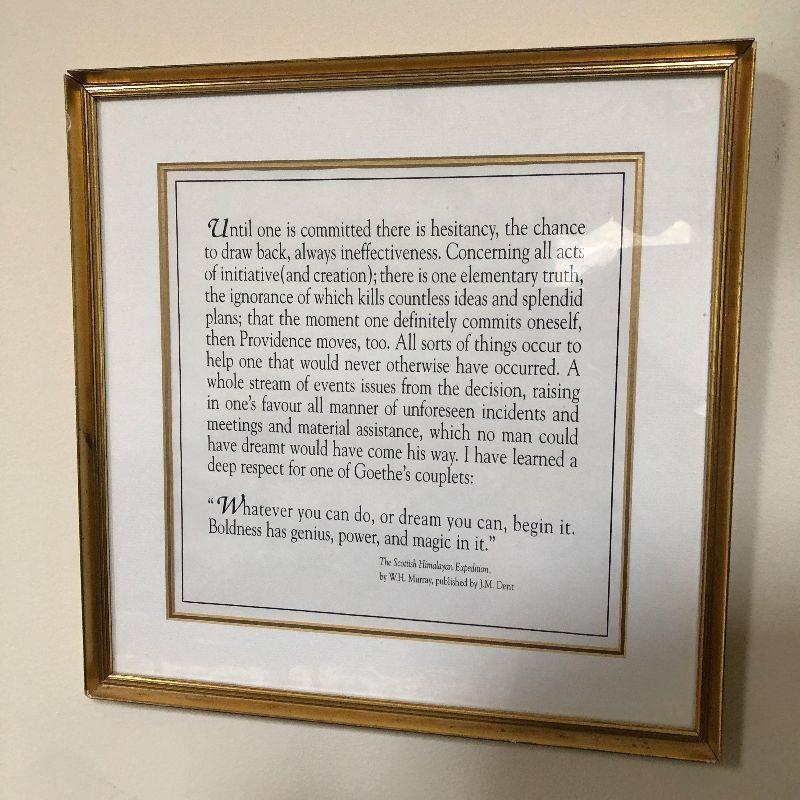 Until one is committed there is hesitancy, the chance
to draw back, always ineffectiveness. Concerning all acts
of initiative(and creation); there is one elementary truth,
the ignorance of which kills countless ideas and splendid
plans; that the moment one definitely commits oneself,
then Providence moves, too. All sorts of things occur to
help one that would never otherwise have occurred. A
whole stream of events issues from the decision, raising
in one's favour all manner of unforeseen incidents and
meetings and material assistance, which no man could
have dreamt would have come his way. I have learned a
deep respect for one of Goethe's couplets:
“Whatever you can do, or dream you can, begin it.
Boldness has genius, power, and magic in it.”
The Scottish Himalayan Expedition,
by W.H. Murray, published by J.M. Dent